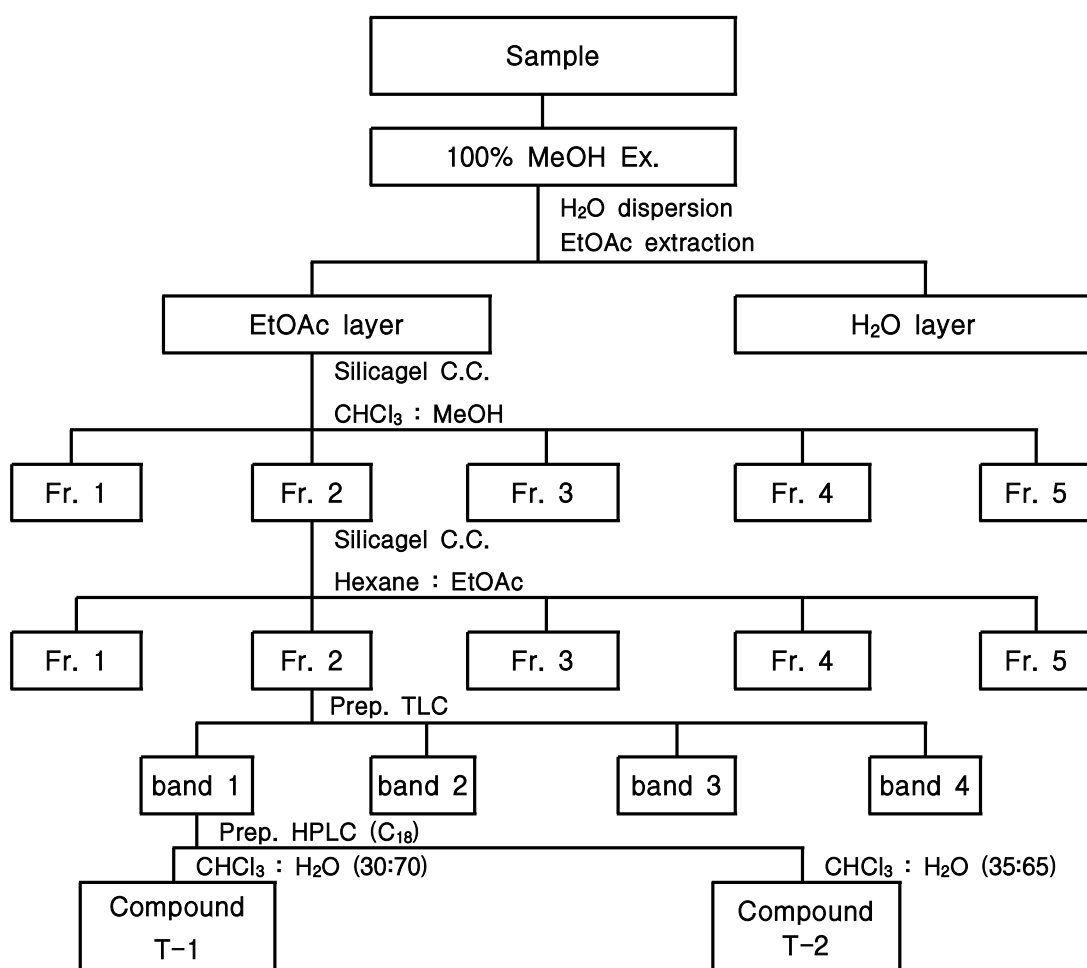 Sample
100% MeOH Ex.
H₂O dispersion
EtOAc extraction
EtOAc layer
H₂O layer
Silicagel C.C.
CHCl₃ : MeOH
Fr. 1
Fr. 2
Fr. 3
Fr. 4
Fr. 5
Silicagel C.C.
Hexane : EtOAc
Fr. 1
Fr. 2
Fr. 3
Fr. 4
Fr. 5
Prep. TLC
band 1
band 2
band 3
band 4
Prep. HPLC (C₁₈)
CHCl₃ : H₂O (30:70)
CHCl₃ : H₂O (35:65)
Compound
T-1
Compound
T-2